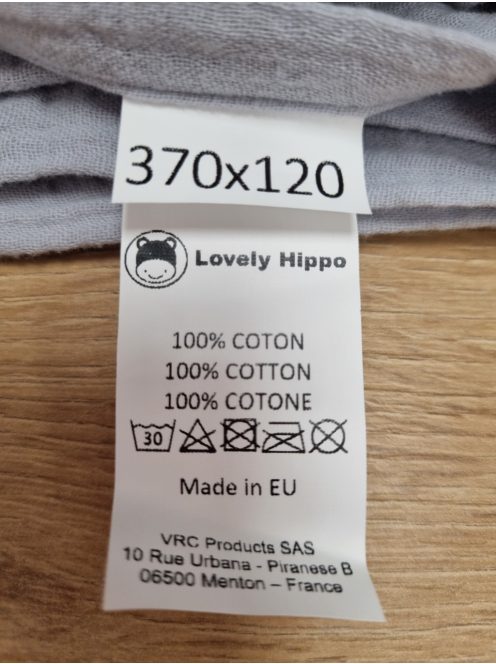 370x120
Lovely Hippo
100% COTON
100% COTTON
100% COTONE
30
Made in EU
VRC Products SAS
10 Rue Urbana - Piranese B
06500 Menton – France